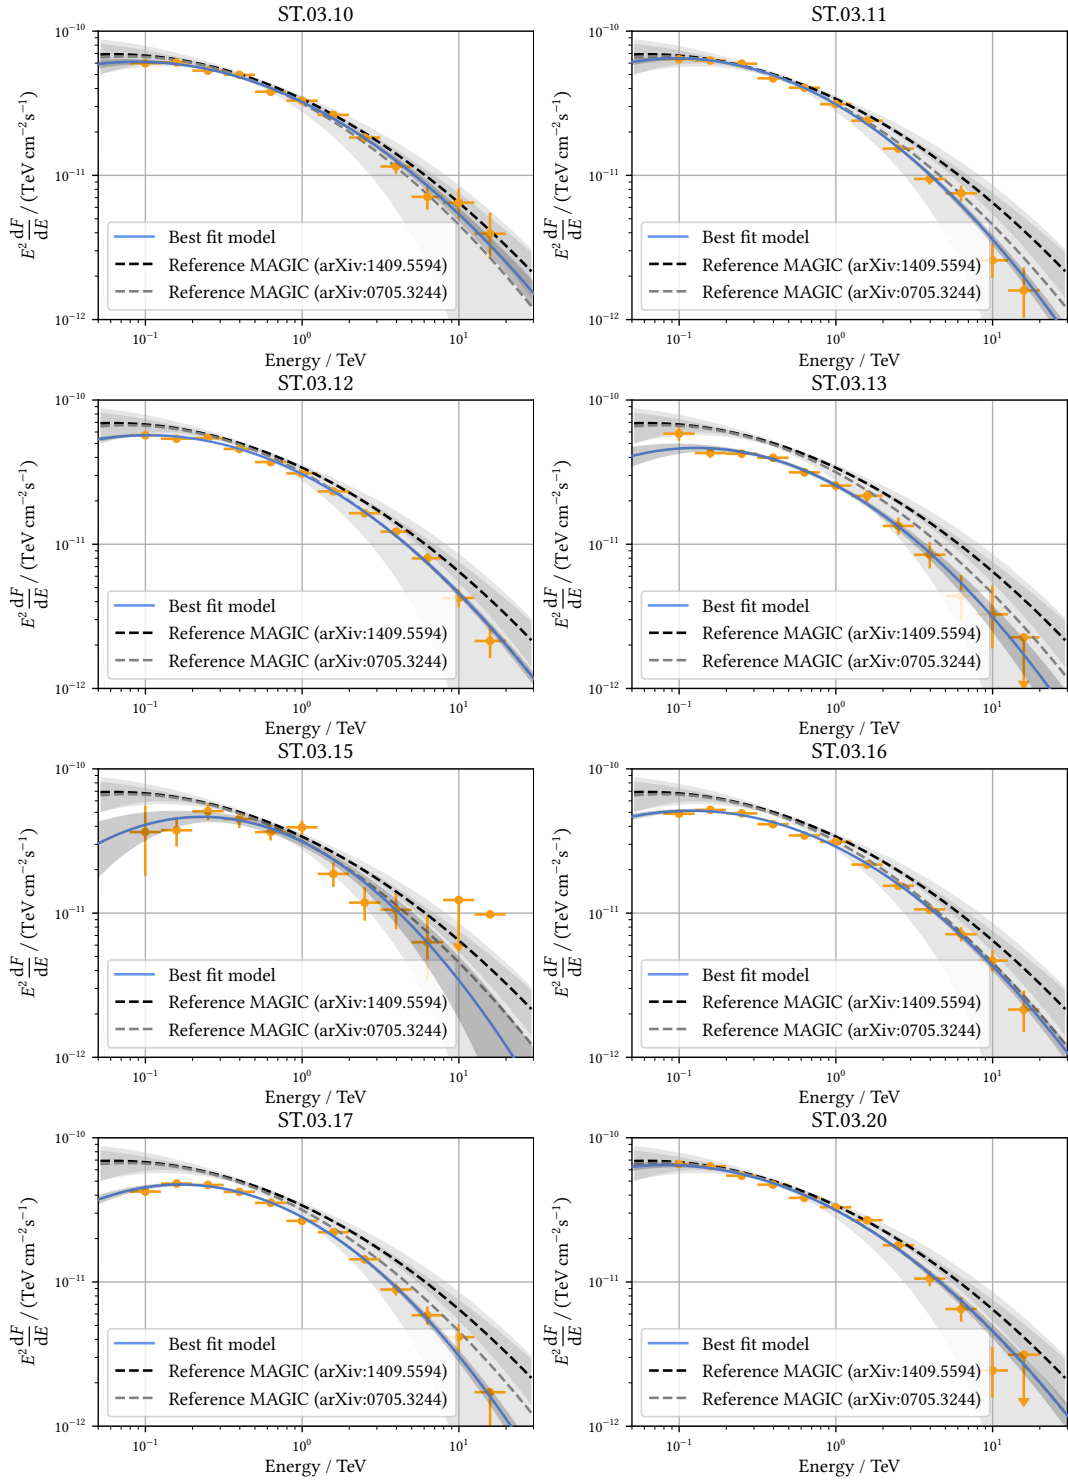 ST.03.10
10⁻¹⁰
10⁻¹¹
10⁻¹²
E² dF/dE / (TeV cm⁻²s⁻¹)
Best fit model
Reference MAGIC (arXiv:1409.5594)
Reference MAGIC (arXiv:0705.3244)
10⁻¹ 10⁰ 10¹
Energy / TeV
ST.03.11
10⁻¹⁰
10⁻¹¹
10⁻¹²
E² dF/dE / (TeV cm⁻²s⁻¹)
Best fit model
Reference MAGIC (arXiv:1409.5594)
Reference MAGIC (arXiv:0705.3244)
10⁻¹ 10⁰ 10¹
Energy / TeV
ST.03.12
10⁻¹⁰
10⁻¹¹
10⁻¹²
E² dF/dE / (TeV cm⁻²s⁻¹)
Best fit model
Reference MAGIC (arXiv:1409.5594)
Reference MAGIC (arXiv:0705.3244)
10⁻¹ 10⁰ 10¹
Energy / TeV
ST.03.13
10⁻¹⁰
10⁻¹¹
10⁻¹²
E² dF/dE / (TeV cm⁻²s⁻¹)
Best fit model
Reference MAGIC (arXiv:1409.5594)
Reference MAGIC (arXiv:0705.3244)
10⁻¹ 10⁰ 10¹
Energy / TeV
ST.03.15
10⁻¹⁰
10⁻¹¹
10⁻¹²
E² dF/dE / (TeV cm⁻²s⁻¹)
Best fit model
Reference MAGIC (arXiv:1409.5594)
Reference MAGIC (arXiv:0705.3244)
10⁻¹ 10⁰ 10¹
Energy / TeV
ST.03.16
10⁻¹⁰
10⁻¹¹
10⁻¹²
E² dF/dE / (TeV cm⁻²s⁻¹)
Best fit model
Reference MAGIC (arXiv:1409.5594)
Reference MAGIC (arXiv:0705.3244)
10⁻¹ 10⁰ 10¹
Energy / TeV
ST.03.17
10⁻¹⁰
10⁻¹¹
10⁻¹²
E² dF/dE / (TeV cm⁻²s⁻¹)
Best fit model
Reference MAGIC (arXiv:1409.5594)
Reference MAGIC (arXiv:0705.3244)
10⁻¹ 10⁰ 10¹
Energy / TeV
ST.03.20
10⁻¹⁰
10⁻¹¹
10⁻¹²
E² dF/dE / (TeV cm⁻²s⁻¹)
Best fit model
Reference MAGIC (arXiv:1409.5594)
Reference MAGIC (arXiv:0705.3244)
10⁻¹ 10⁰ 10¹
Energy / TeV